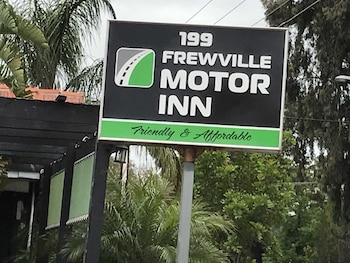 199
FREWVILLE
MOTOR
INN
Friendly & Affordable